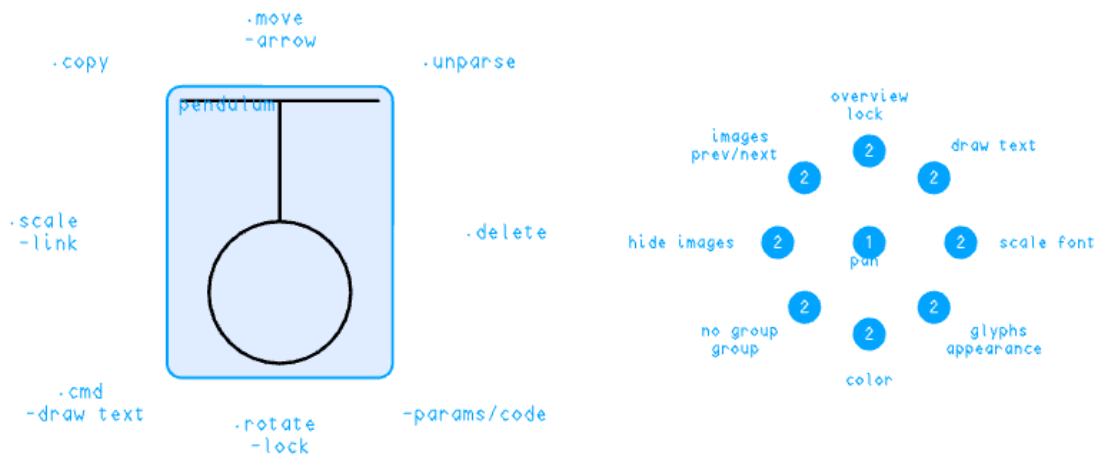 .move
-arrow
.copy
.unparse
pendulum
.scale
-link
.delete
.cmd
-draw text
.rotate
-lock
-params/code
overview
lock
images
prev/next
draw text
2
2
2
hide images
2
1
2
scale font
pan
2
2
2
no group
group
glyphs
appearance
color